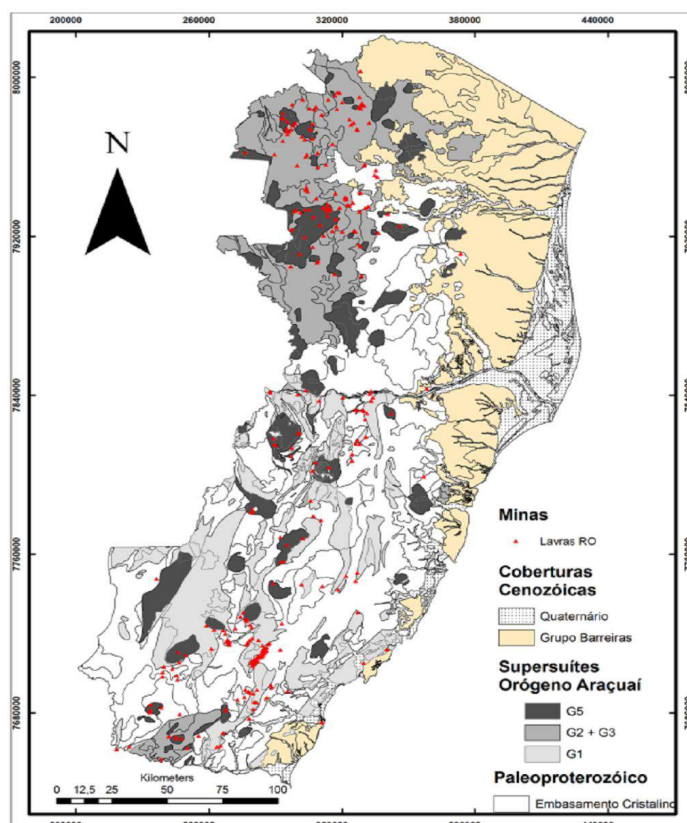 200000 260000 320000 380000 440000
8000000
N
7920000
7840000
7760000
7680000
Minas
Lavras RO
Coberturas
Cenozóicas
Quaternário
Grupo Barreiras
Supersuítes
Orógeno Araçuaí
G5
G2 + G3
G1
Paleoproterozóico
Embasamento Cristalino
Kilometers
0 12,5 25 50 75 100